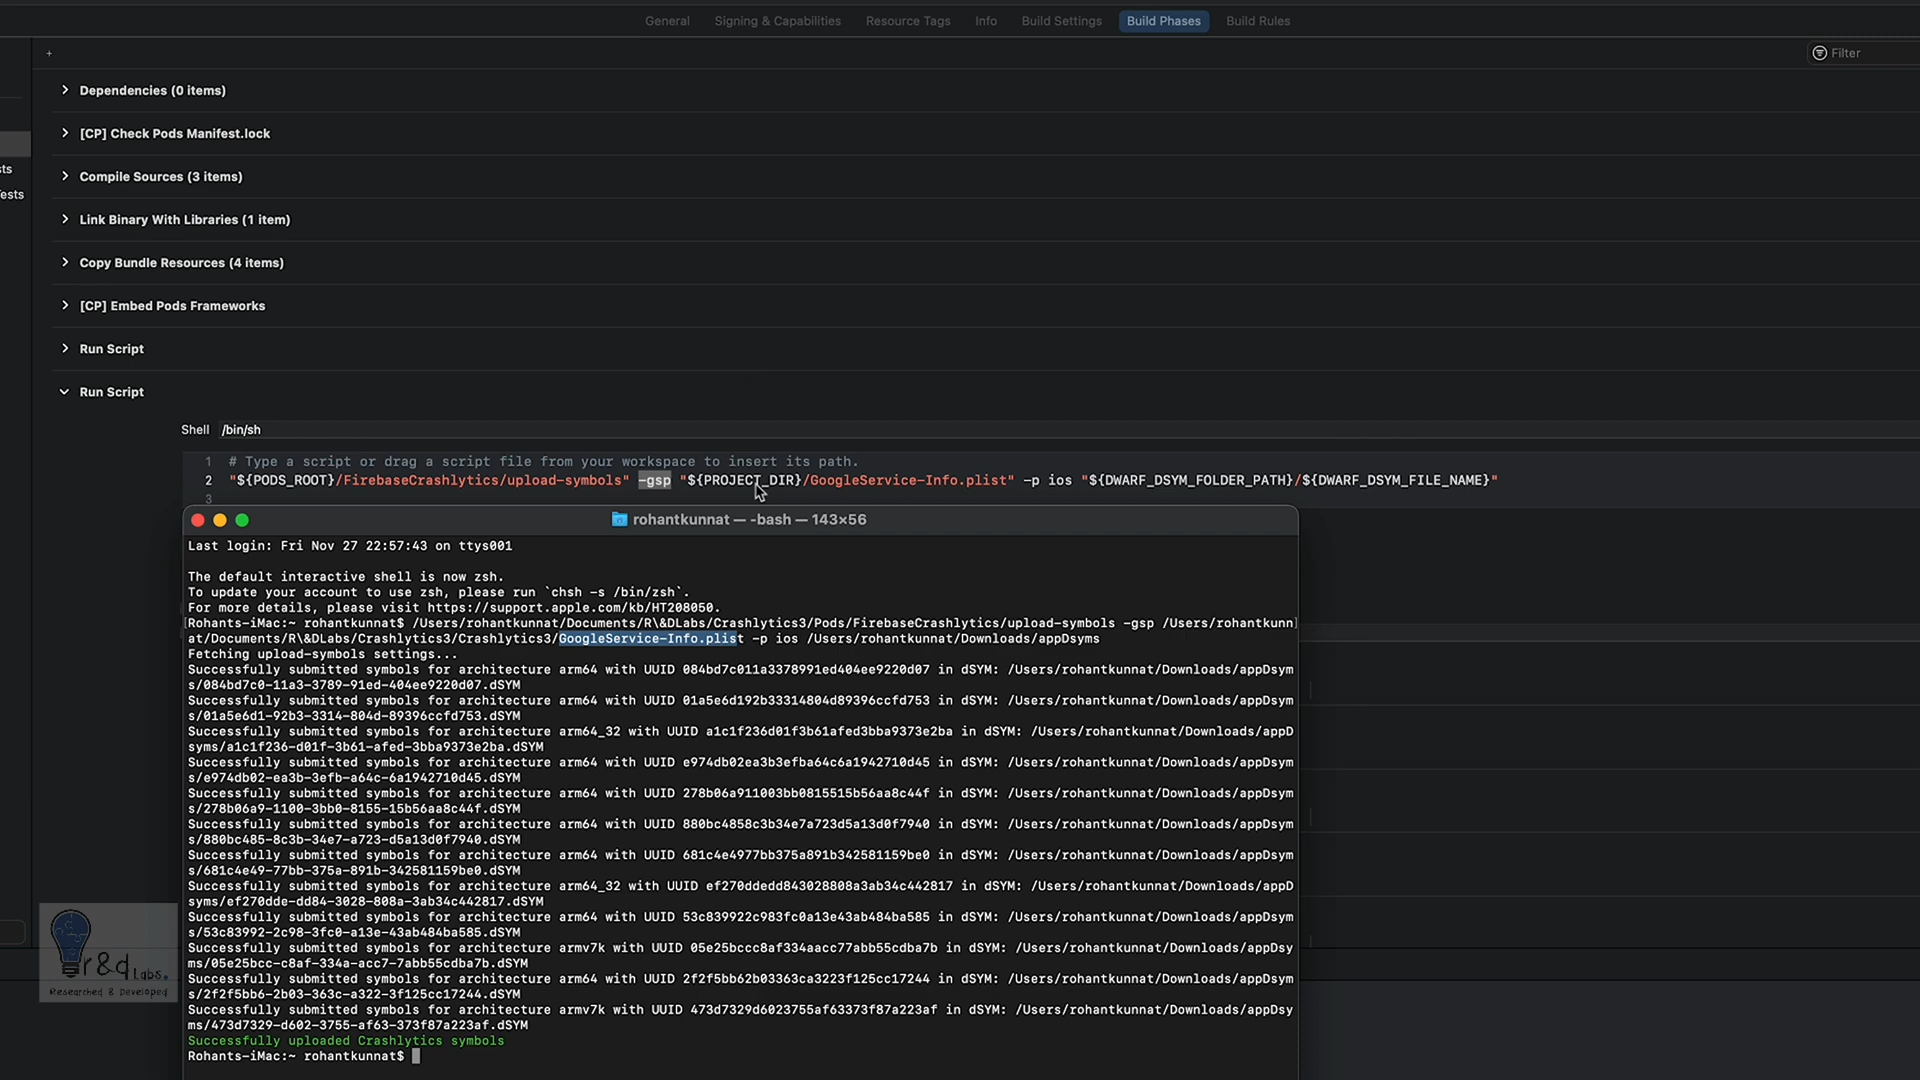 General Signing & Capabilities Resource Tags Info Build Settings Build Phases Build Rules
+ Filter
Dependencies (0 items)
[CP] Check Pods Manifest.lock
Compile Sources (3 items)
sts
ests
Link Binary With Libraries (1 item)
Copy Bundle Resources (4 items)
[CP] Embed Pods Frameworks
Run Script
Run Script
Shell /bin/sh
1 # Type a script or drag a script file from your workspace to insert its path.
2 "${PODS_ROOT}/FirebaseCrashlytics/upload-symbols" -gsp "${PROJECT_DIR}/GoogleService-Info.plist" -p ios "${DWARF_DSYM_FOLDER_PATH}/${DWARF_DSYM_FILE_NAME}"
3
rohantkunnat — -bash — 143×56
Last login: Fri Nov 27 22:57:43 on ttys001
The default interactive shell is now zsh.
To update your account to use zsh, please run `chsh -s /bin/zsh`.
For more details, please visit https://support.apple.com/kb/HT208050.
[Rohants-iMac:~ rohantkunnat$ /Users/rohantkunnat/Documents/R\&DLabs/Crashlytics3/Pods/FirebaseCrashlytics/upload-symbols -gsp /Users/rohantkunn]
at/Documents/R\&DLabs/Crashlytics3/Crashlytics3/GoogleService-Info.plist -p ios /Users/rohantkunnat/Downloads/appDsyms
Fetching upload-symbols settings...
Successfully submitted symbols for architecture arm64 with UUID 084bd7c011a3378991ed404ee9220d07 in dSYM: /Users/rohantkunnat/Downloads/appDsym
s/084bd7c0-11a3-3789-91ed-404ee9220d07.dSYM
Successfully submitted symbols for architecture arm64 with UUID 01a5e6d192b33314804d89396ccfd753 in dSYM: /Users/rohantkunnat/Downloads/appDsym
s/01a5e6d1-92b3-3314-804d-89396ccfd753.dSYM
Successfully submitted symbols for architecture arm64_32 with UUID a1c1f236d01f3b61afed3bba9373e2ba in dSYM: /Users/rohantkunnat/Downloads/appD
syms/a1c1f236-d01f-3b61-afed-3bba9373e2ba.dSYM
Successfully submitted symbols for architecture arm64 with UUID e974db02ea3b3efba64c6a1942710d45 in dSYM: /Users/rohantkunnat/Downloads/appDsym
s/e974db02-ea3b-3efb-a64c-6a1942710d45.dSYM
Successfully submitted symbols for architecture arm64 with UUID 278b06a911003bb0815515b56aa8c44f in dSYM: /Users/rohantkunnat/Downloads/appDsym
s/278b06a9-1100-3bb0-8155-15b56aa8c44f.dSYM
Successfully submitted symbols for architecture arm64 with UUID 880bc4858c3b34e7a723d5a13d0f7940 in dSYM: /Users/rohantkunnat/Downloads/appDsym
s/880bc485-8c3b-34e7-a723-d5a13d0f7940.dSYM
Successfully submitted symbols for architecture arm64 with UUID 681c4e4977bb375a891b342581159be0 in dSYM: /Users/rohantkunnat/Downloads/appDsym
s/681c4e49-77bb-375a-891b-342581159be0.dSYM
Successfully submitted symbols for architecture arm64_32 with UUID ef270ddedd843028808a3ab34c442817 in dSYM: /Users/rohantkunnat/Downloads/appD
syms/ef270dde-dd84-3028-808a-3ab34c442817.dSYM
Successfully submitted symbols for architecture arm64 with UUID 53c839922c983fc0a13e43ab484ba585 in dSYM: /Users/rohantkunnat/Downloads/appDsym
s/53c83992-2c98-3fc0-a13e-43ab484ba585.dSYM
Successfully submitted symbols for architecture armv7k with UUID 05e25bccc8af334aacc77abb55cdba7b in dSYM: /Users/rohantkunnat/Downloads/appDsy
ms/05e25bcc-c8af-334a-acc7-7abb55cdba7b.dSYM
Successfully submitted symbols for architecture arm64 with UUID 2f2f5bb62b03363ca3223f125cc17244 in dSYM: /Users/rohantkunnat/Downloads/appDsym
s/2f2f5bb6-2b03-363c-a322-3f125cc17244.dSYM
Successfully submitted symbols for architecture armv7k with UUID 473d7329d6023755af63373f87a223af in dSYM: /Users/rohantkunnat/Downloads/appDsy
ms/473d7329-d602-3755-af63-373f87a223af.dSYM
Successfully uploaded Crashlytics symbols
Rohants-iMac:~ rohantkunnat$
r&d Labs.
Researched & Developed